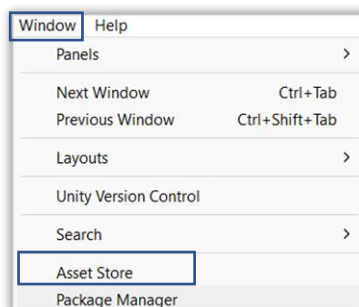 Window Help
Panels >
Next Window Ctrl+Tab
Previous Window Ctrl+Shift+Tab
Layouts >
Unity Version Control
Search >
Asset Store
Package Manager